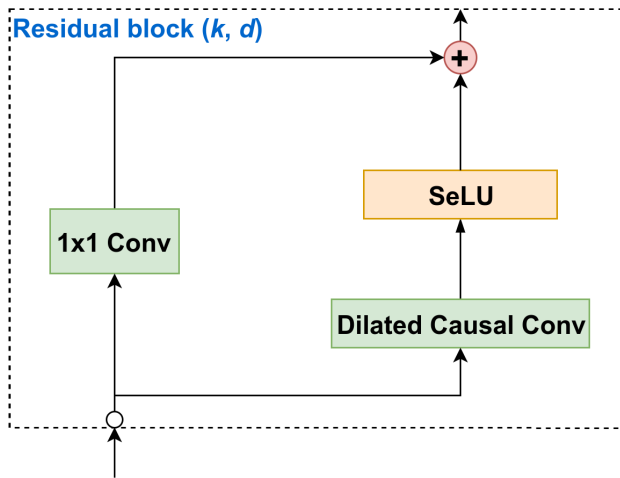 Residual block (k, d)
+
SeLU
1x1 Conv
Dilated Causal Conv